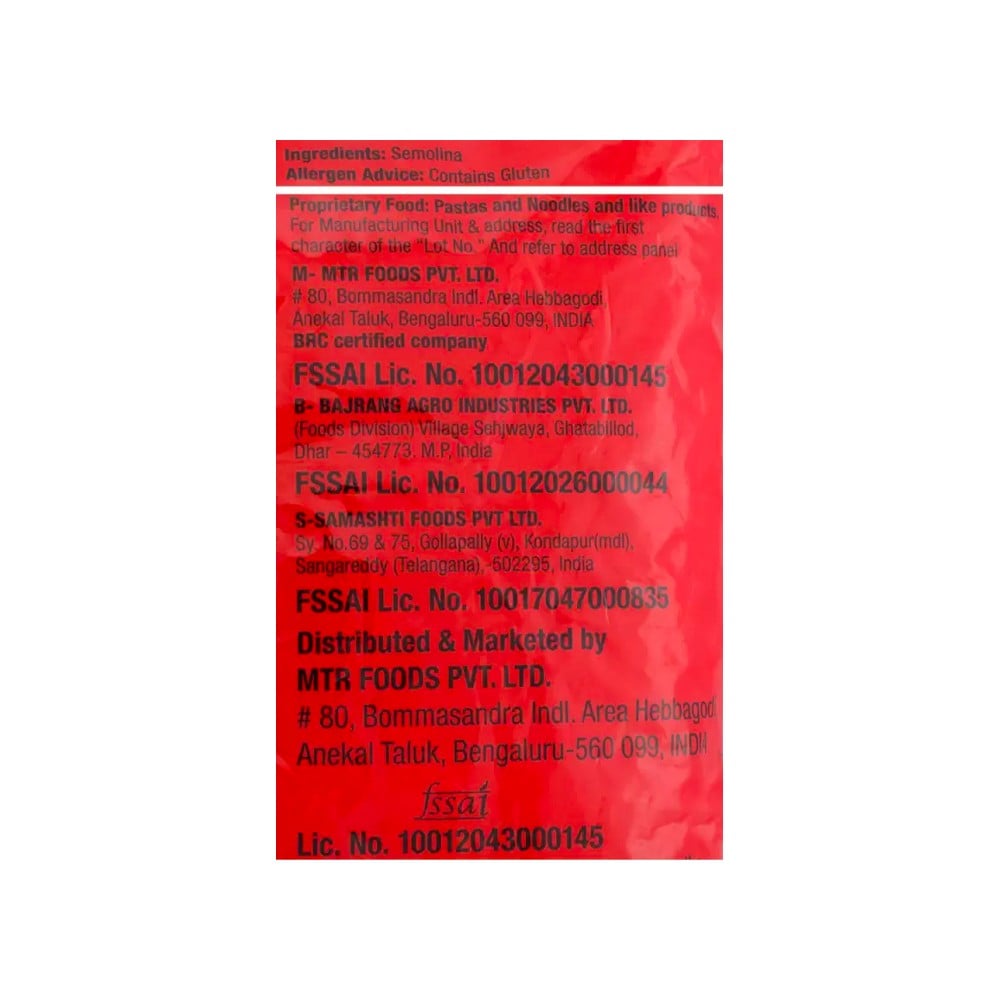 Ingredients: Semolina
Allergen Advice: Contains Gluten
Proprietary Food: Pastas and Noodles and like products.
For Manufacturing Unit & address, read the first
character of the "Lot No." And refer to address panel
M- MTR FOODS PVT. LTD.
# 80, Bommasandra Indl. Area Hebbagodi,
Anekal Taluk, Bengaluru-560 099, INDIA
BRC certified company
FSSAI Lic. No. 10012043000145
B- BAJRANG AGRO INDUSTRIES PVT. LTD.
(Foods Division) Village Sehjwaya, Ghatabillod,
Dhar – 454773. M.P, India
FSSAI Lic. No. 10012026000044
S-SAMASHTI FOODS PVT LTD.
Sy. No.69 & 75, Gollapally (v), Kondapur(mdl),
Sangareddy (Telangana),-502295, India
FSSAI Lic. No. 10017047000835
Distributed & Marketed by
MTR FOODS PVT. LTD.
# 80, Bommasandra Indl. Area Hebbagodi
Anekal Taluk, Bengaluru-560 099, INDIA
fssai
Lic. No. 10012043000145